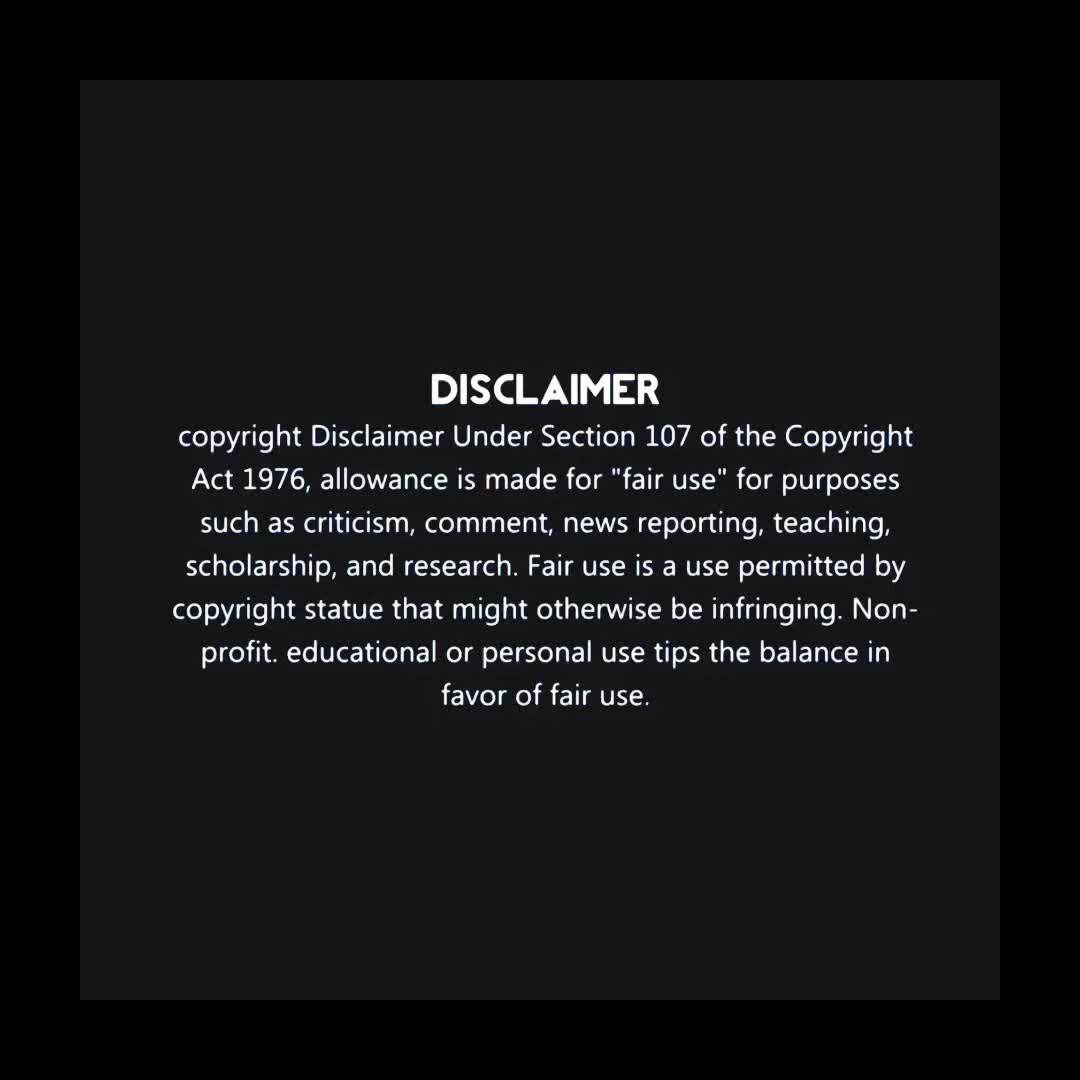 DISCLAIMER
copyright Disclaimer Under Section 107 of the Copyright
Act 1976, allowance is made for "fair use" for purposes
such as criticism, comment, news reporting, teaching,
scholarship, and research. Fair use is a use permitted by
copyright statue that might otherwise be infringing. Non-
profit. educational or personal use tips the balance in
favor of fair use.